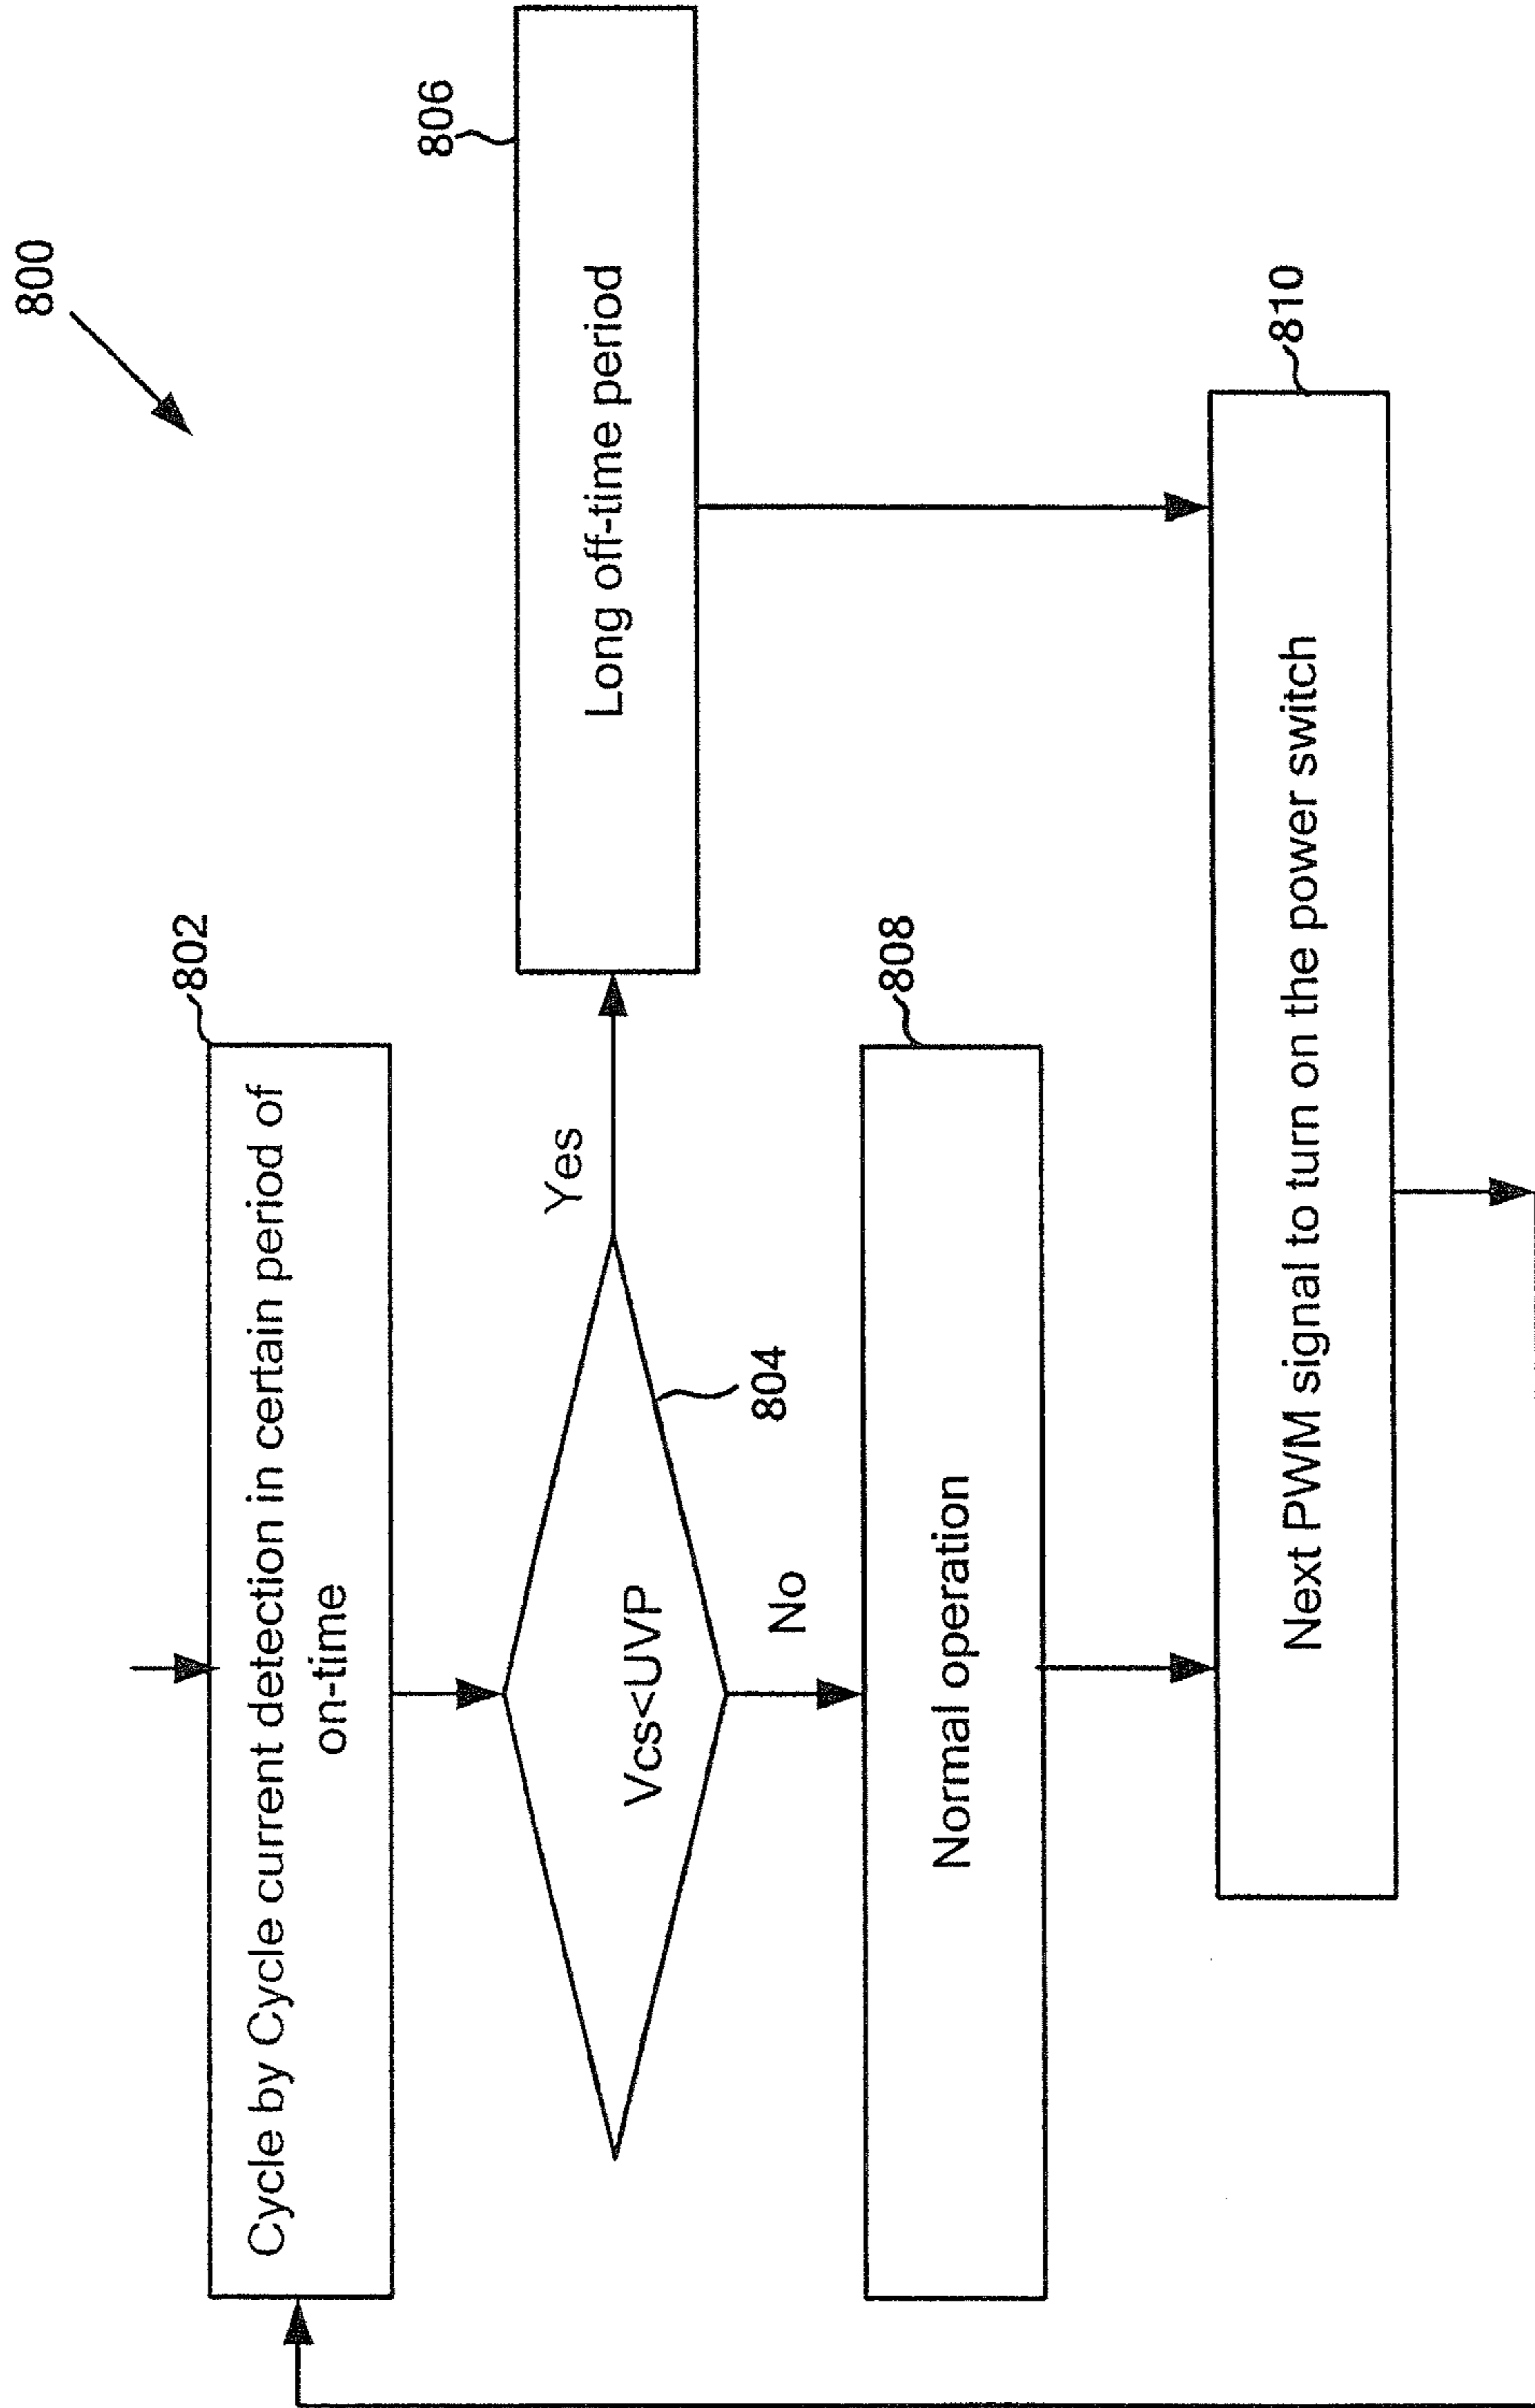 800
802
Cycle by Cycle current detection in certain period of
on-time
Vcs<UVP
804
Yes
806
Long off-time period
No
808
Normal operation
810
Next PWM signal to turn on the power switch